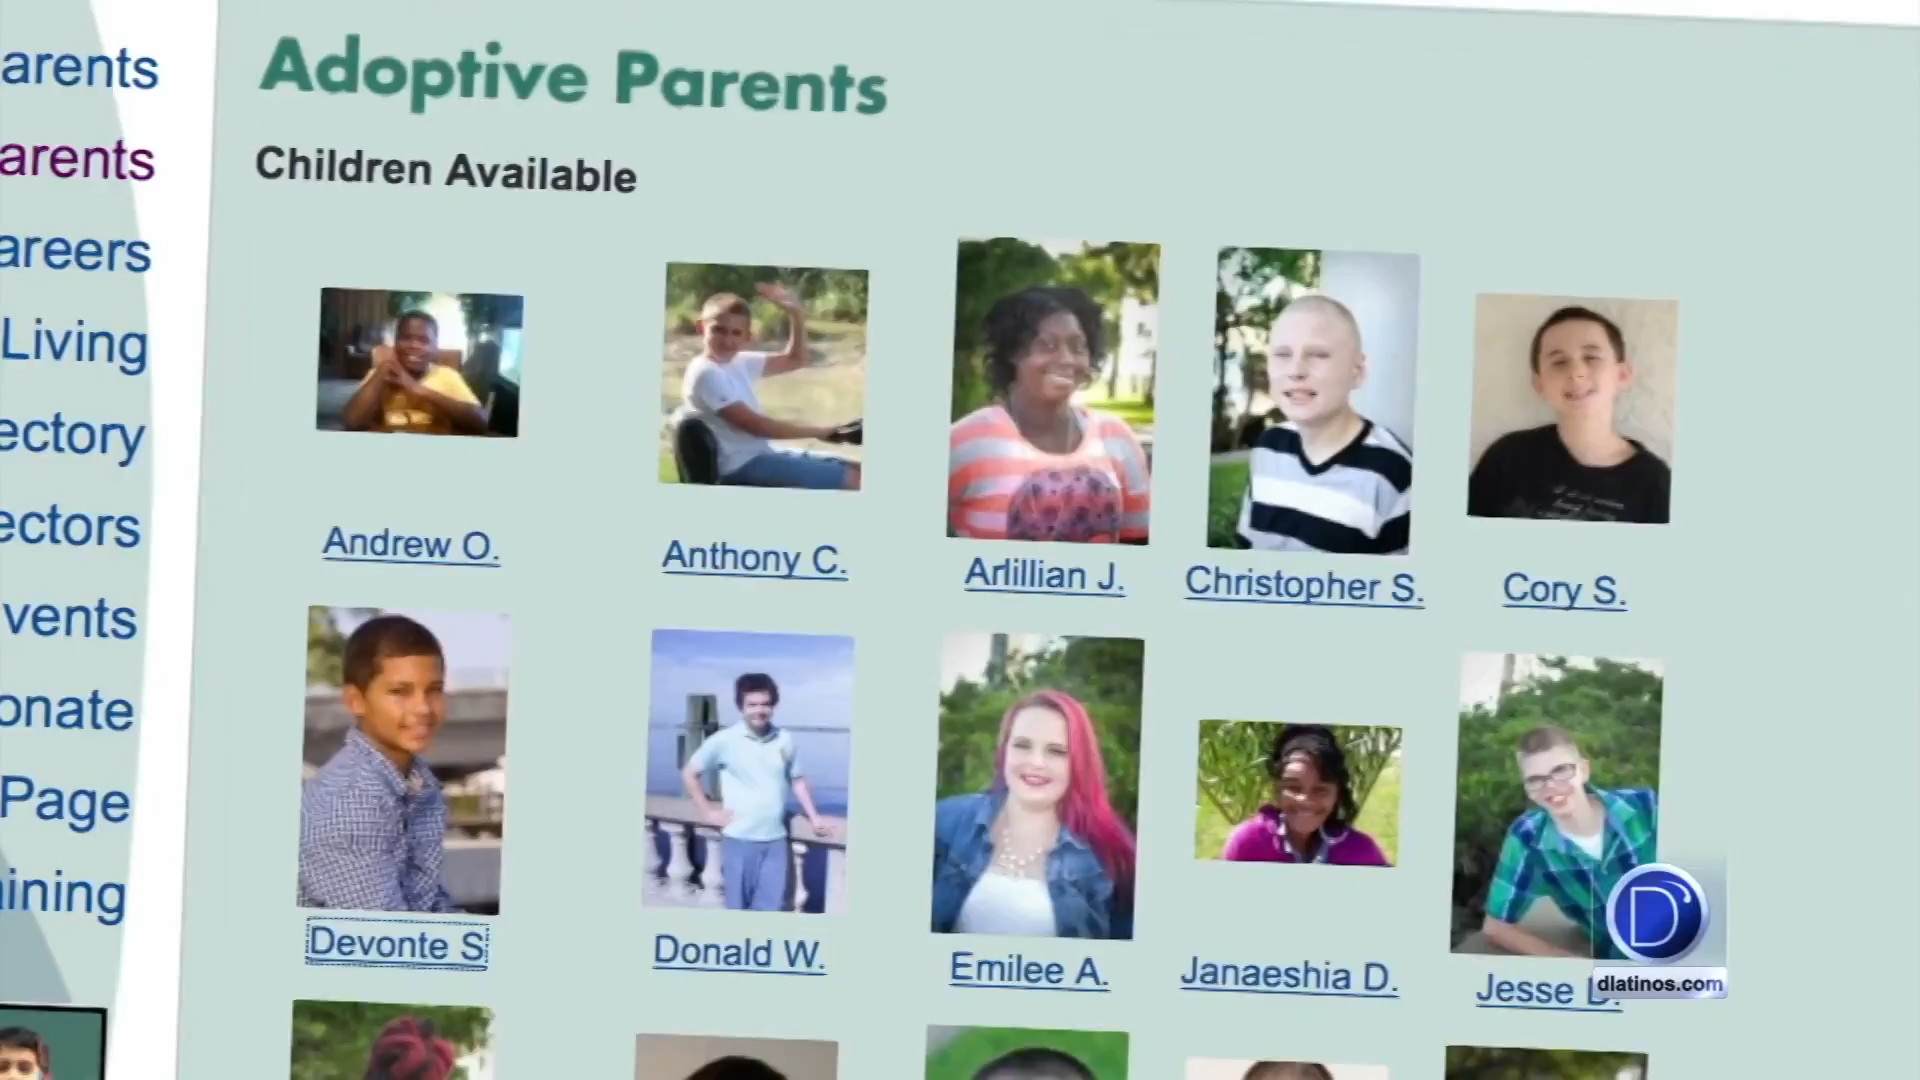 Adoptive Parents
Children Available
arents
arents
areers
Living
ectory
ectors
vents
onate
Page
ining
Andrew O.
Anthony C.
Arlillian J.
Christopher S.
Cory S.
Devonte S
Donald W.
Emilee A.
Janaeshia D.
Jesse D.
D
dlatinos.com